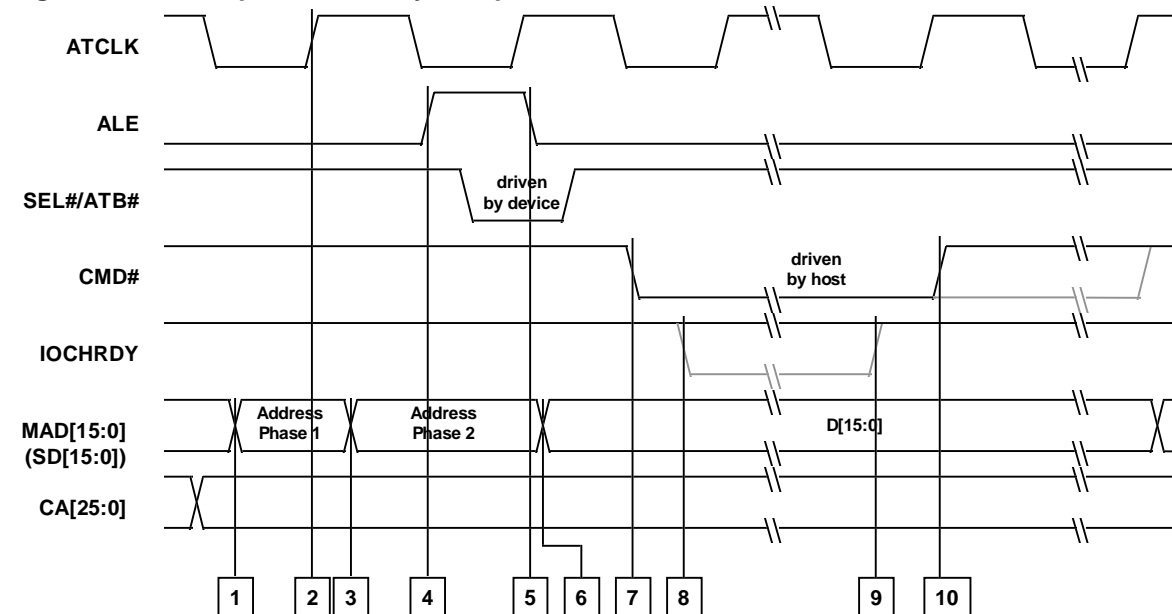 ATCLK
ALE
SEL#/ATB#
driven
by device
CMD#
driven
by host
IOCHRDY
MAD[15:0]
(SD[15:0])
Address
Phase 1
Address
Phase 2
D[15:0]
CA[25:0]
1 2 3 4 5 6 7 8 9 10